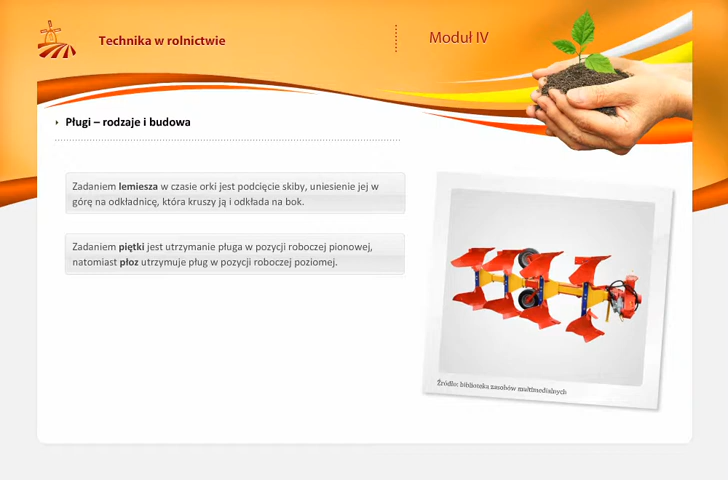 Technika w rolnictwie
Moduł IV
Pługi – rodzaje i budowa
Zadaniem lemiesza w czasie orki jest podcięcie skiby, uniesienie jej w
górę na odkładnicę, która kruszy ją i odkłada na bok.
Zadaniem piętki jest utrzymanie pługa w pozycji roboczej pionowej,
natomiast płoz utrzymuje pług w pozycji roboczej poziomej.
Źródło: biblioteka zasobów multimedialnych